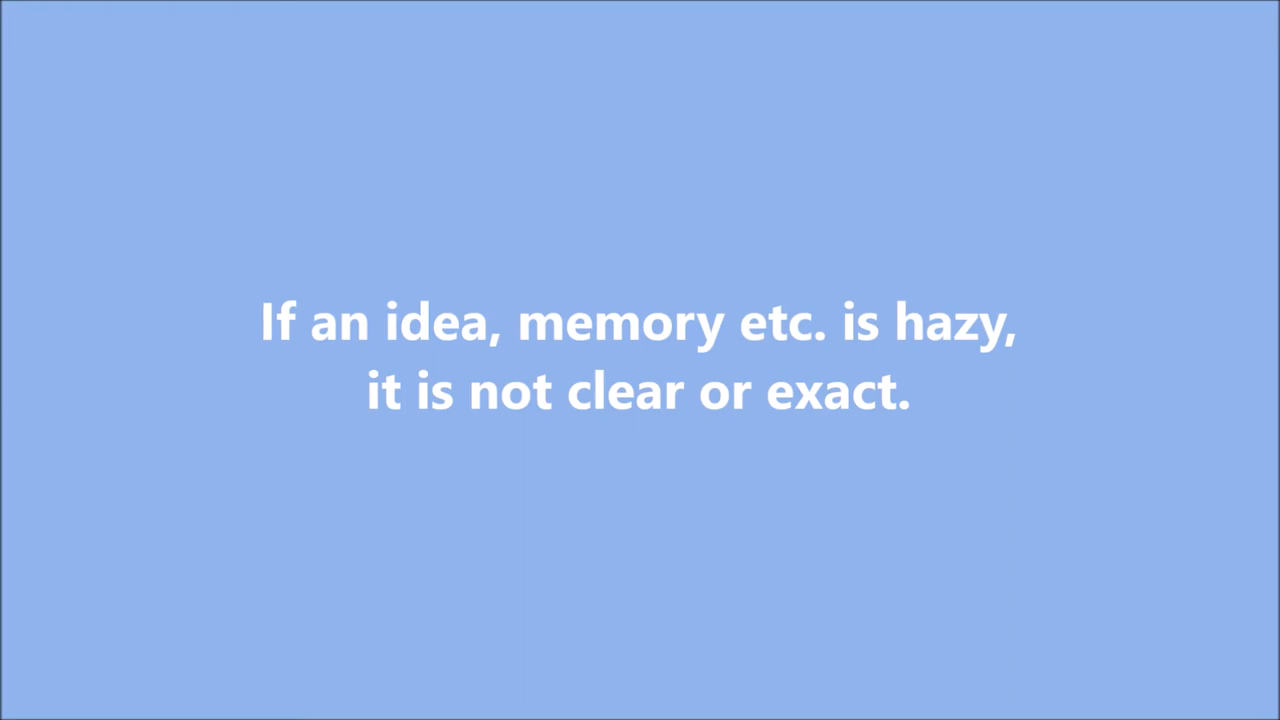 If an idea, memory etc. is hazy,
it is not clear or exact.